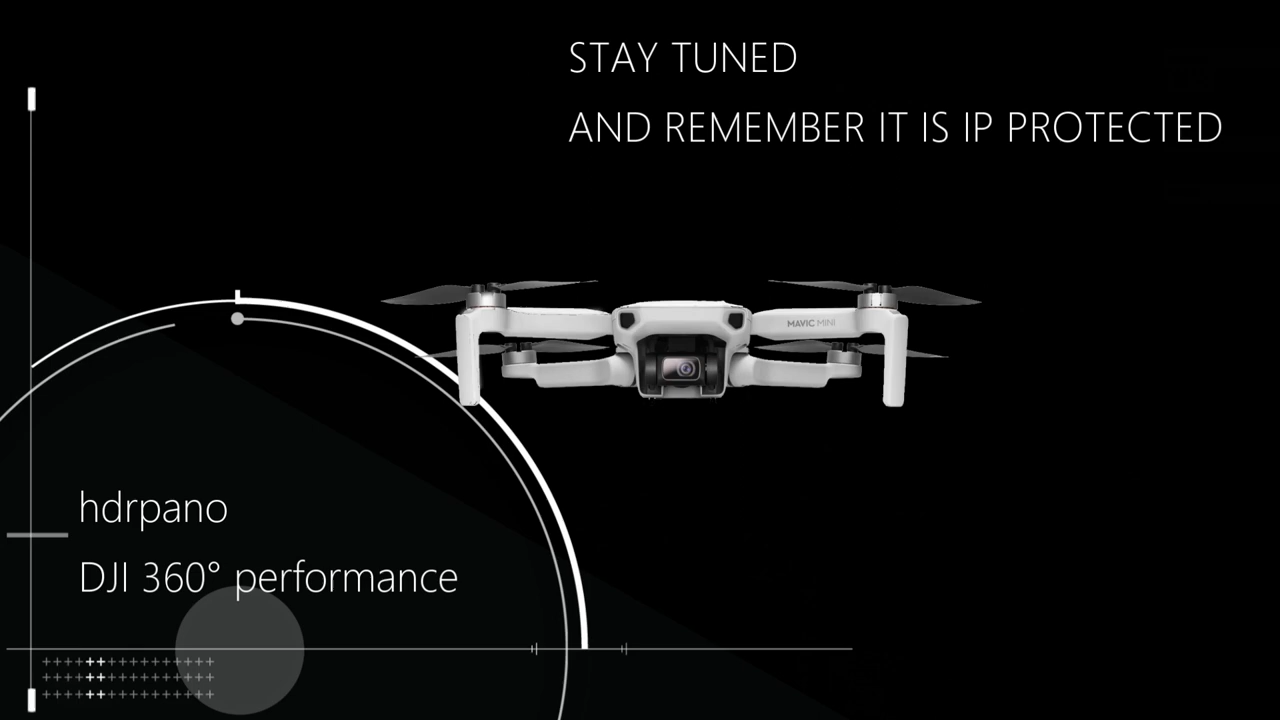 STAY TUNED
AND REMEMBER IT IS IP PROTECTED
MAVIC MINI
hdrpano
DJI 360° performance